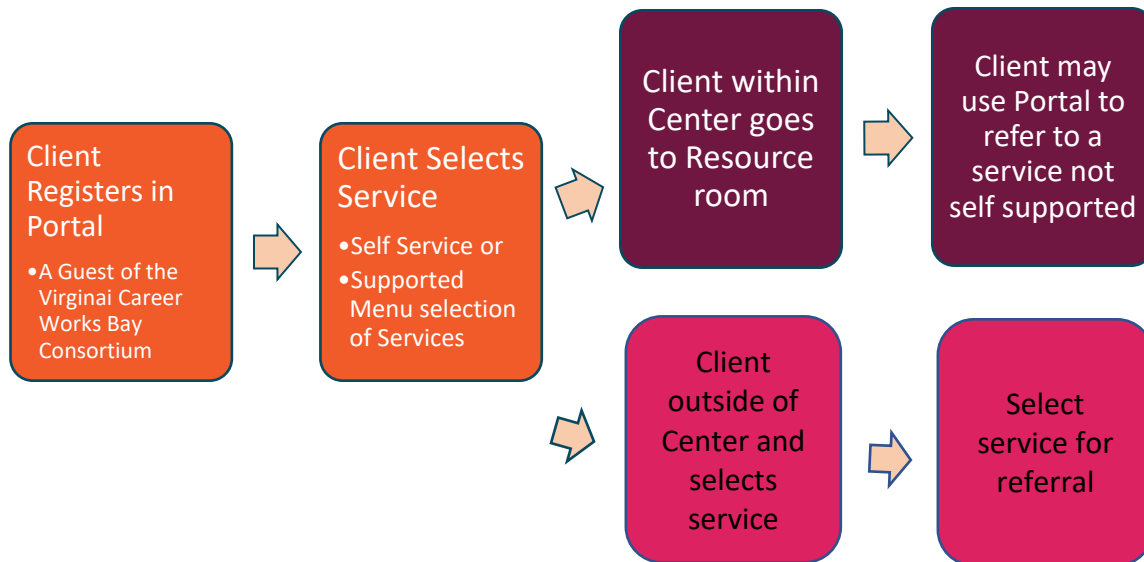 Client
Registers in
Portal
•A Guest of the
Virginai Career
Works Bay
Consortium
Client Selects
Service
•Self Service or
•Supported
Menu selection
of Services
Client within
Center goes
to Resource
room
Client may
use Portal to
refer to a
service not
self supported
Client
outside of
Center and
selects
service
Select
service for
referral